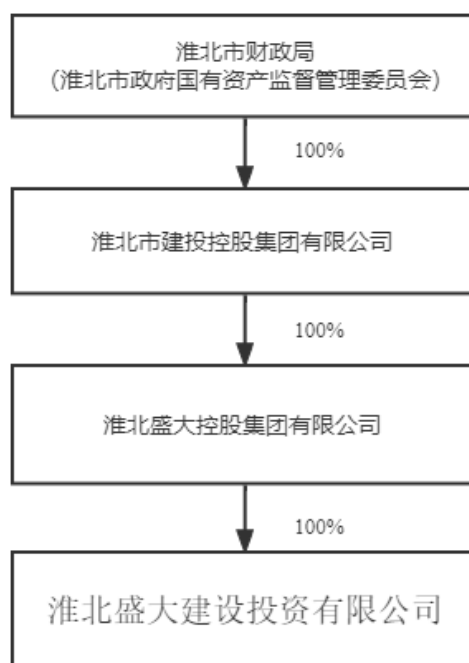 淮北市财政局
（淮北市政府国有资产监督管理委员会）
100%
淮北市建投控股集团有限公司
100%
淮北盛大控股集团有限公司
100%
淮北盛大建设投资有限公司